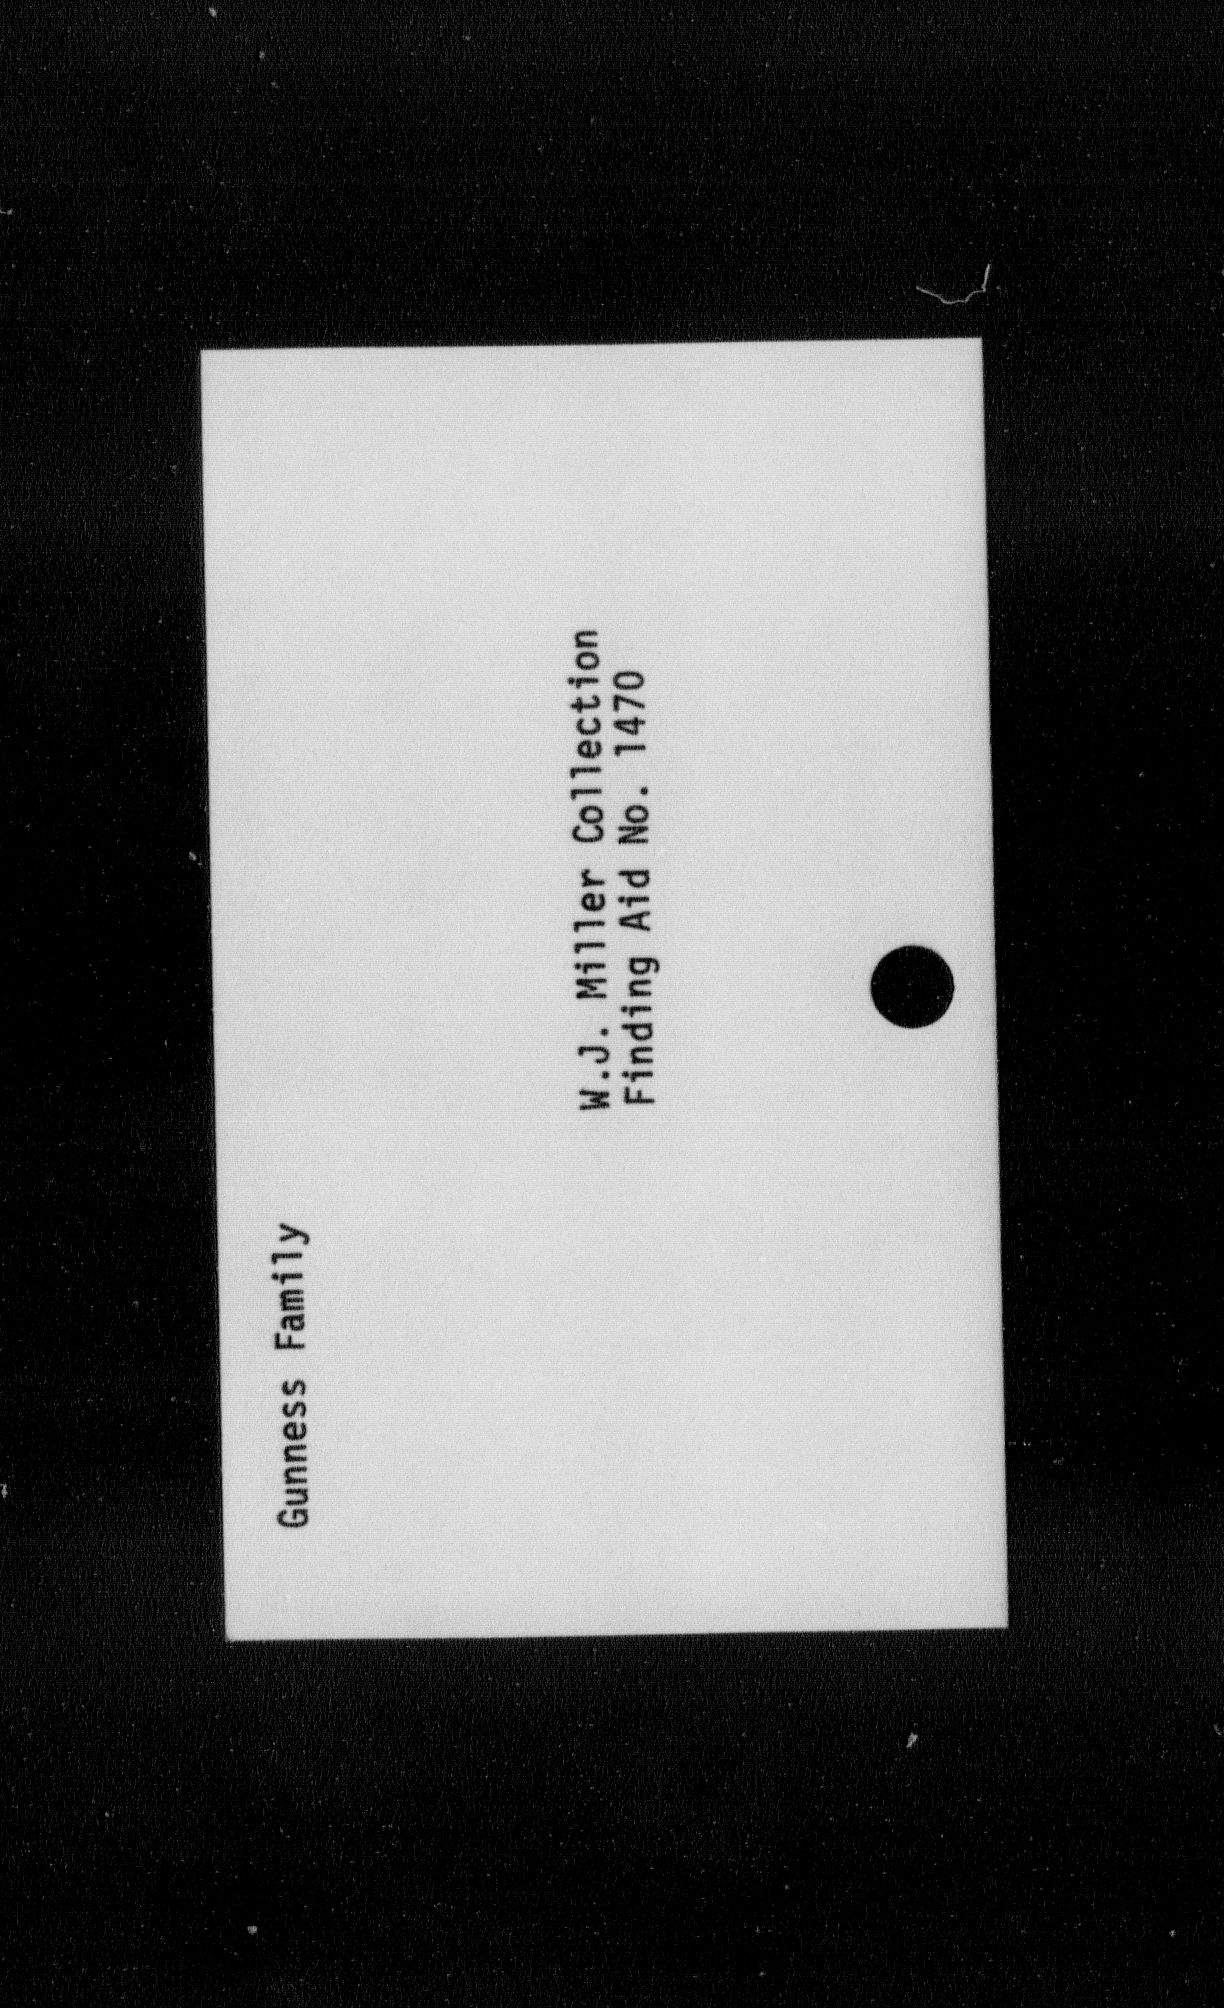 Gunness Family
W.J. Miller Collection
Finding Aid No. 1470